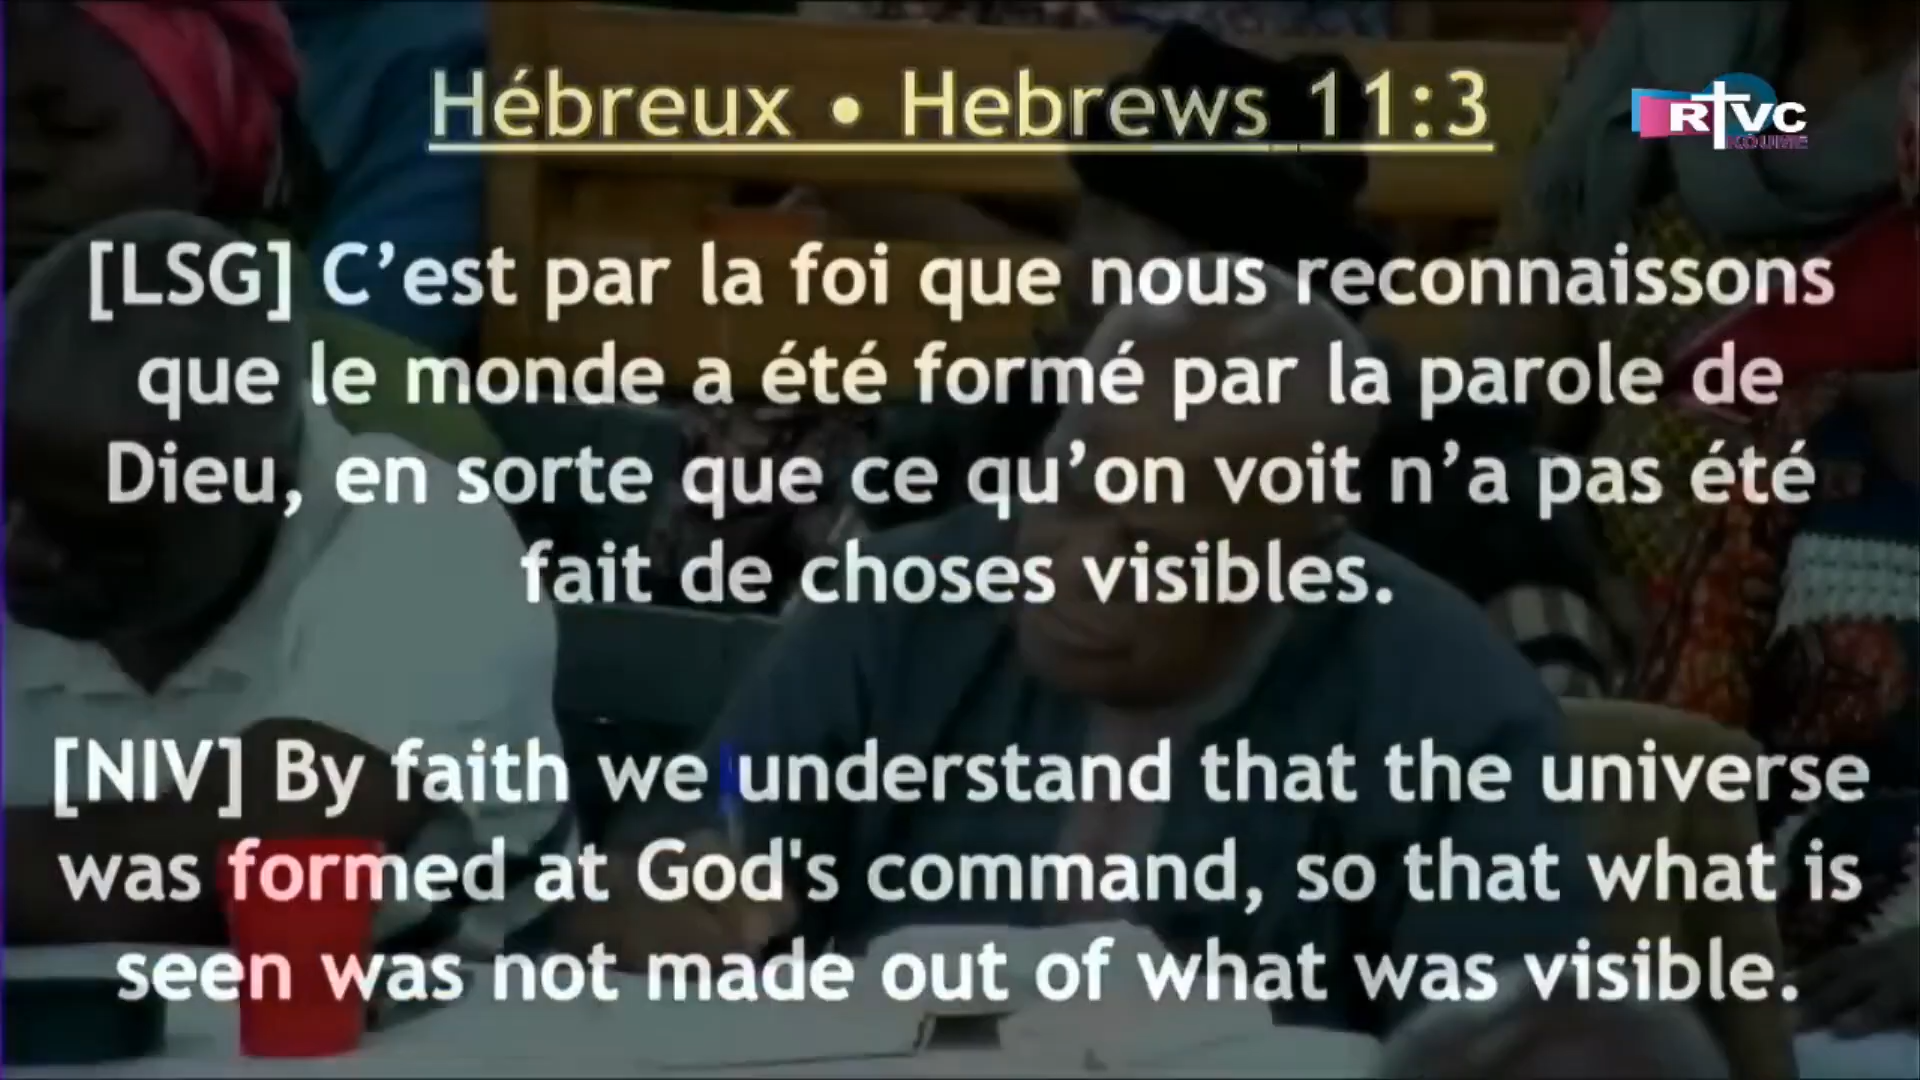 Hébreux • Hebrews 11:3
RTVC
KOUME
[LSG] C’est par la foi que nous reconnaissons
que le monde a été formé par la parole de
Dieu, en sorte que ce qu’on voit n’a pas été
fait de choses visibles.
[NIV] By faith we understand that the universe
was formed at God's command, so that what is
seen was not made out of what was visible.